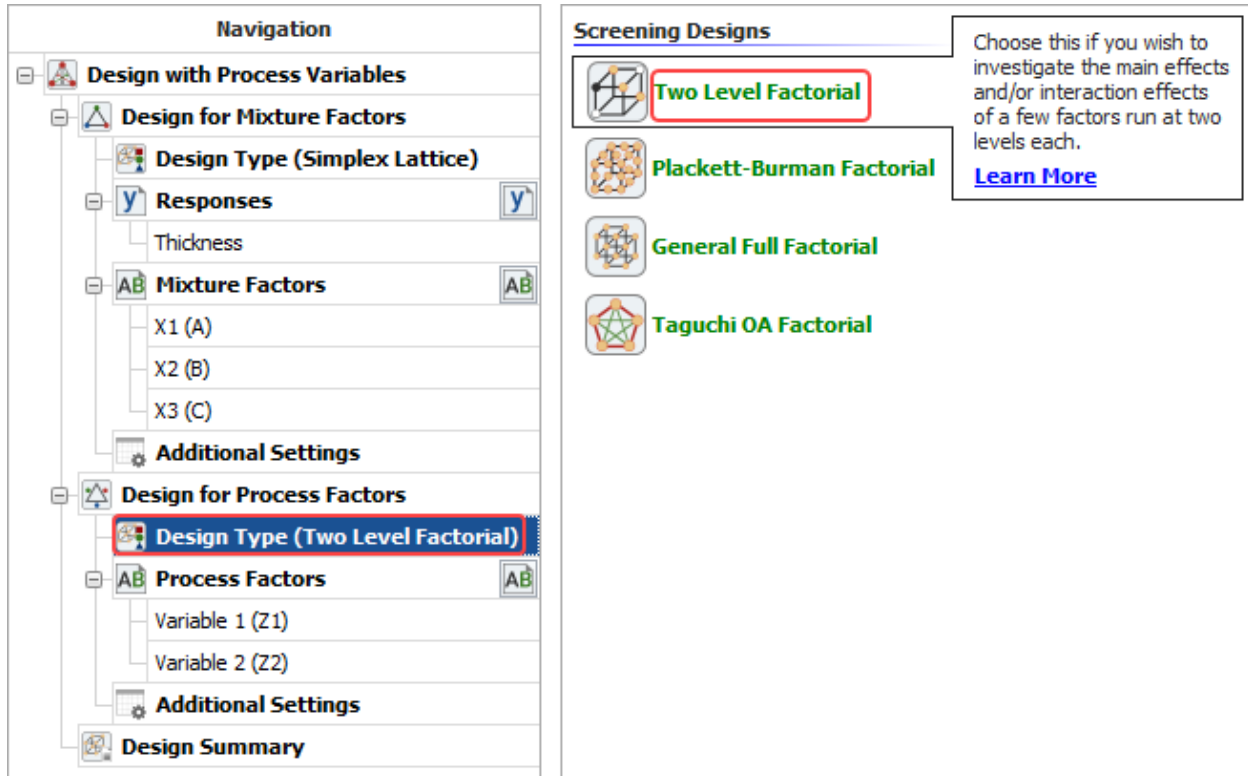 Navigation
Design with Process Variables
Design for Mixture Factors
Design Type (Simplex Lattice)
Responses
y
y
Thickness
AB
Mixture Factors
AB
X1 (A)
X2 (B)
X3 (C)
Additional Settings
Design for Process Factors
Design Type (Two Level Factorial)
AB
Process Factors
AB
Variable 1 (Z1)
Variable 2 (Z2)
Additional Settings
Design Summary
Screening Designs
Two Level Factorial
Plackett-Burman Factorial
General Full Factorial
Taguchi OA Factorial
Choose this if you wish to
investigate the main effects
and/or interaction effects
of a few factors run at two
levels each.
Learn More